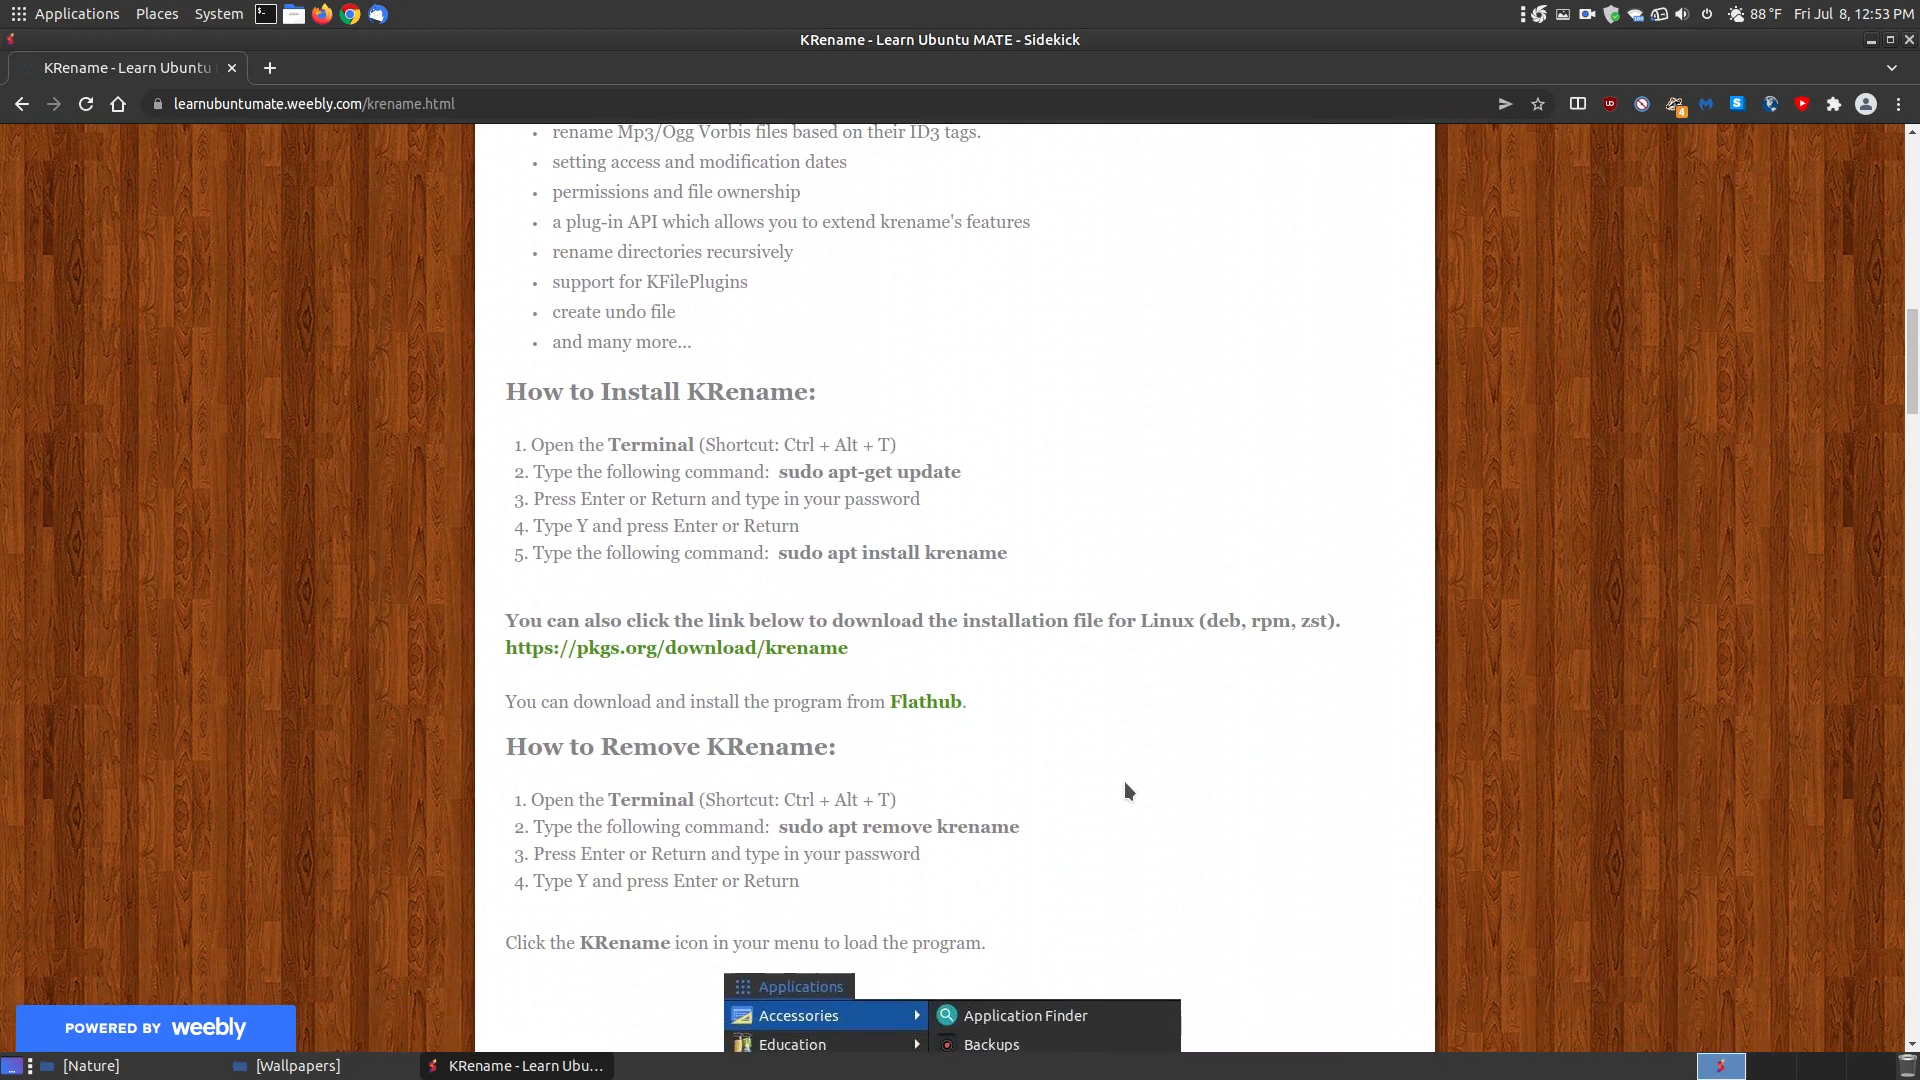 Applications Places System 88 °F Fri Jul 8, 12:53 PM
KRename - Learn Ubuntu MATE - Sidekick
KRename - Learn Ubuntu
learnubuntumate.weebly.com/krename.html
4
rename Mp3/Ogg Vorbis files based on their ID3 tags.
setting access and modification dates
permissions and file ownership
a plug-in API which allows you to extend krename's features
rename directories recursively
support for KFilePlugins
create undo file
and many more...
How to Install KRename:
1. Open the Terminal (Shortcut: Ctrl + Alt + T)
2. Type the following command:  sudo apt-get update
3. Press Enter or Return and type in your password
4. Type Y and press Enter or Return
5. Type the following command:  sudo apt install krename
You can also click the link below to download the installation file for Linux (deb, rpm, zst).
https://pkgs.org/download/krename
You can download and install the program from Flathub.
How to Remove KRename:
1. Open the Terminal (Shortcut: Ctrl + Alt + T)
2. Type the following command:  sudo apt remove krename
3. Press Enter or Return and type in your password
4. Type Y and press Enter or Return
Click the KRename icon in your menu to load the program.
Applications
Accessories Application Finder
Education Backups
POWERED BY weebly
[Nature] [Wallpapers] KRename - Learn Ubu...